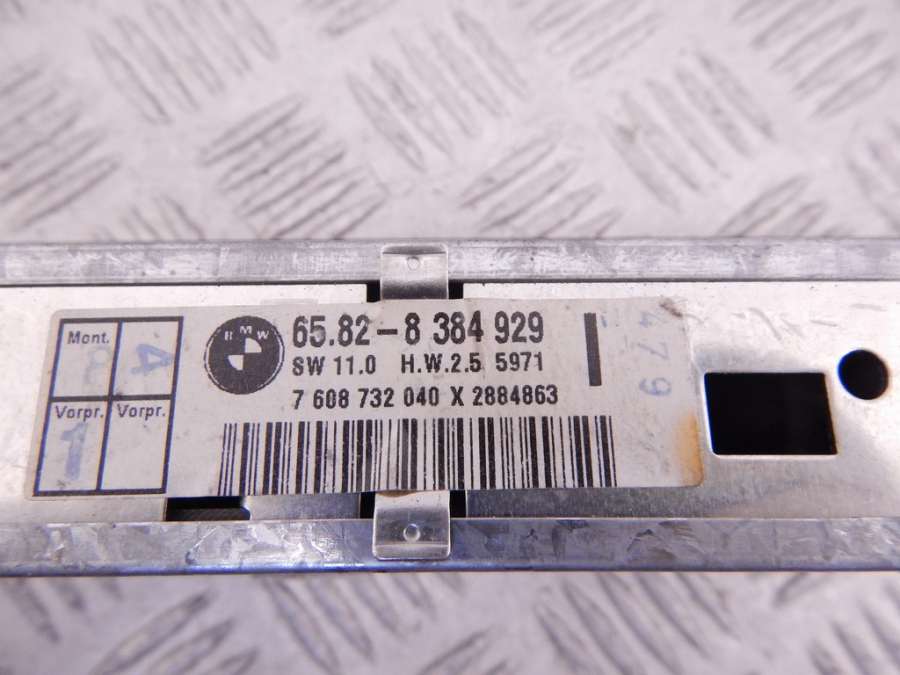 Mont.
4
Vorpr. Vorpr.
1
BMW
65.82-8 384 929
SW 11.0 H.W.2.5 5971
7 608 732 040 X 2884863
479